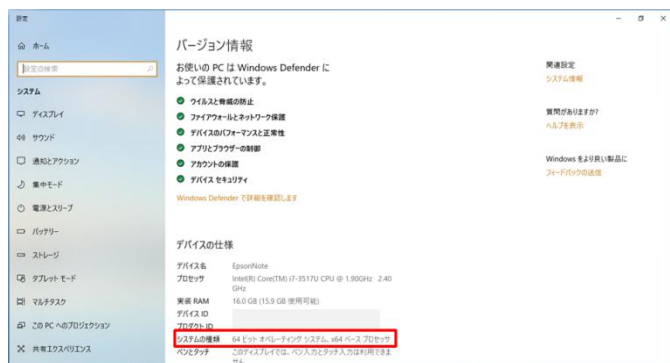 設定
ホーム
設定の検索
システム
ディスプレイ
サウンド
通知とアクション
集中モード
電源とスリープ
バッテリー
ストレージ
タブレット モード
マルチタスク
この PC へのプロジェクション
共有エクスペリエンス
バージョン情報
お使いの PC は Windows Defender に
よって保護されています。
ウイルスと脅威の防止
ファイアウォールとネットワーク保護
デバイスのパフォーマンスと正常性
アプリとブラウザーの制御
アカウントの保護
デバイス セキュリティ
Windows Defender で詳細を確認します
デバイスの仕様
デバイス名 EpsonNote
プロセッサ Intel(R) Core(TM) i7-3517U CPU @ 1.90GHz 2.40
GHz
実装 RAM 16.0 GB (15.9 GB 使用可能)
デバイス ID
プロダクト ID
システムの種類 64 ビット オペレーティング システム、x64 ベース プロセッサ
ペンとタッチ このディスプレイでは、ペン入力とタッチ入力は利用できま
せん
関連設定
システム情報
質問がありますか?
ヘルプを表示
Windows をより良い製品に
フィードバックの送信